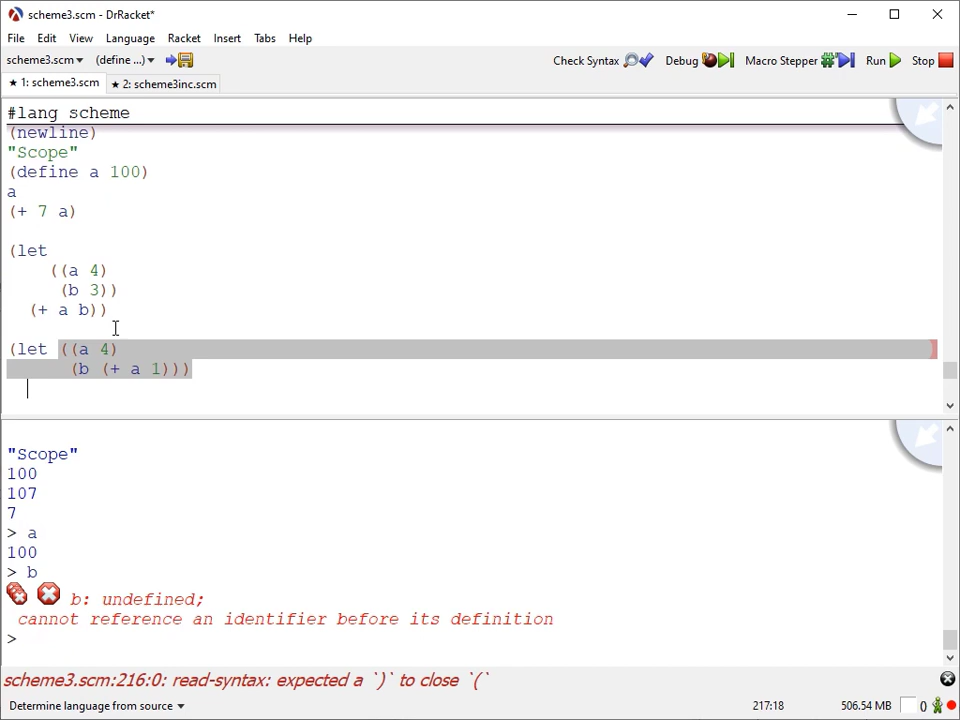 scheme3.scm - DrRacket*
File Edit View Language Racket Insert Tabs Help
scheme3.scm (define ...) Check Syntax Debug Macro Stepper Run Stop
★ 1: scheme3.scm ★ 2: scheme3inc.scm
#lang scheme
(newline)
"Scope"
(define a 100)
a
(+ 7 a)
(let
((a 4)
(b 3))
(+ a b))
(let ((a 4)
(b (+ a 1)))
"Scope"
100
107
7
> a
100
> b
b: undefined;
cannot reference an identifier before its definition
>
scheme3.scm:216:0: read-syntax: expected a `)` to close `(`
Determine language from source 217:18 506.54 MB 0